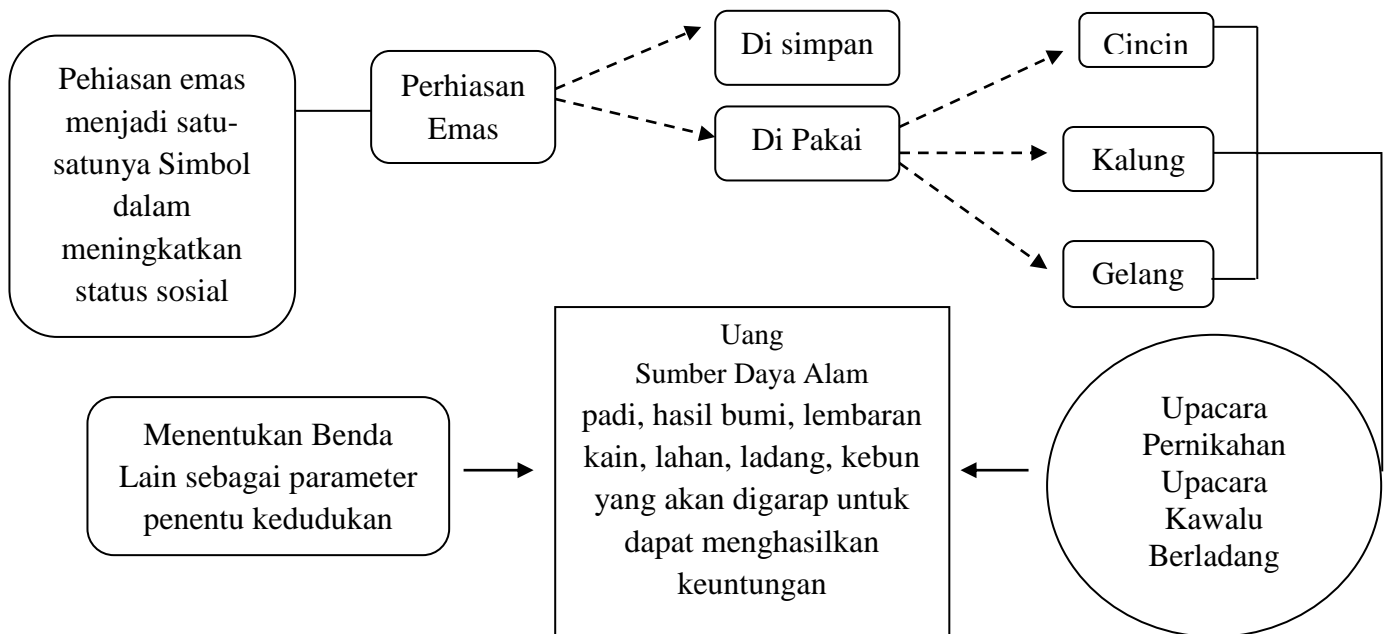 Pehiasan emas
menjadi satu-
satunya Simbol
dalam
meningkatkan
status sosial
Perhiasan
Emas
Di simpan
Di Pakai
Cincin
Kalung
Gelang
Menentukan Benda
Lain sebagai parameter
penentu kedudukan
Uang
Sumber Daya Alam
padi, hasil bumi, lembaran
kain, lahan, ladang, kebun
yang akan digarap untuk
dapat menghasilkan
keuntungan
Upacara
Pernikahan
Upacara
Kawalu
Berladang